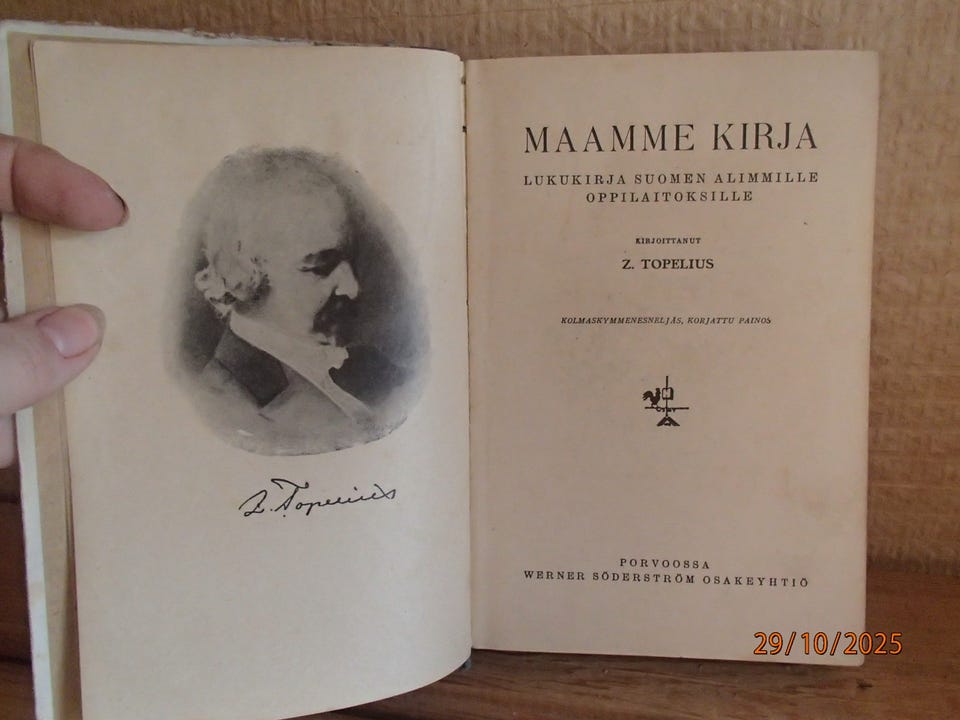 Z. Topelius
MAAMME KIRJA
LUKUKIRJA SUOMEN ALIMMILLE
OPPILAITOKSILLE
KIRJOITTANUT
Z. TOPELIUS
KOLMASKYMMENESNELJÄS, KORJATTU PAINOS
PORVOOSSA
WERNER SÖDERSTRÖM OSAKEYHTIÖ
29/10/2025